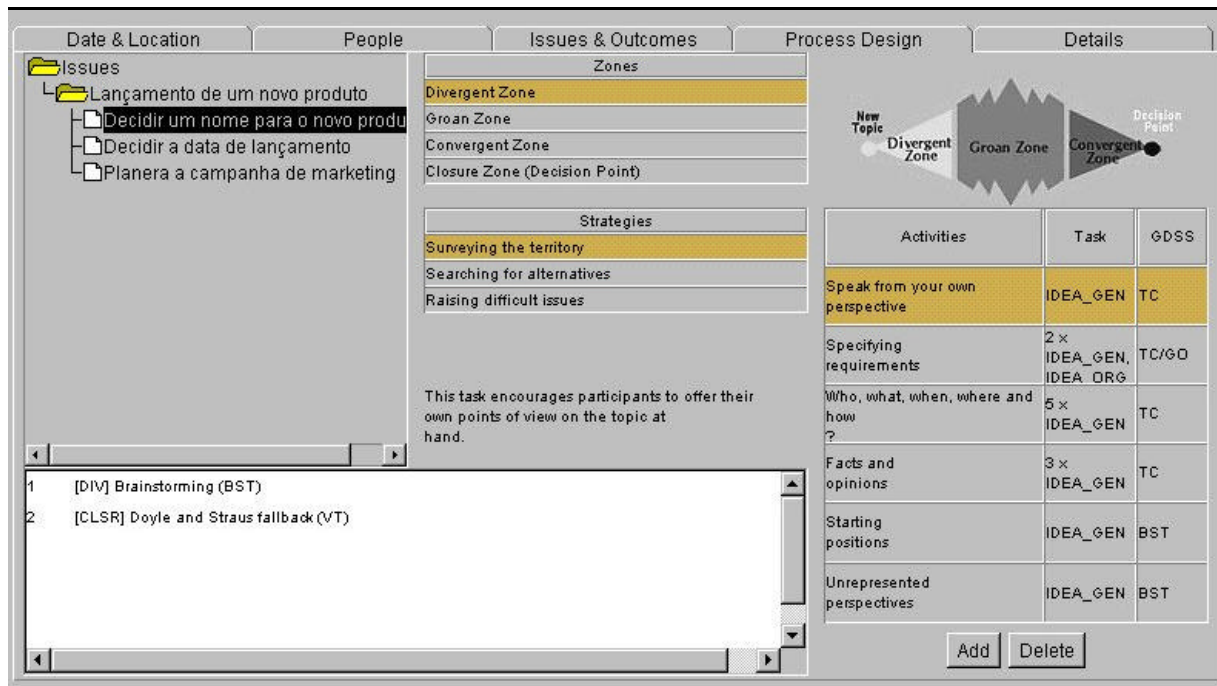 Date & Location
People
Issues & Outcomes
Process Design
Details
Issues
Lançamento de um novo produto
Decidir um nome para o novo produ
Decidir a data de lançamento
Planera a campanha de marketing
Zones
Divergent Zone
Groan Zone
Convergent Zone
Closure Zone (Decision Point)
Strategies
Surveying the territory
Searching for alternatives
Raising difficult issues
This task encourages participants to offer their
own points of view on the topic at
hand.
New
Topic
Divergent
Zone
Groan Zone
Convergent
Zone
Decision
Point
Activities Task GDSS
Speak from your own
perspective
IDEA_GEN TC
Specifying
requirements
2 x
IDEA_GEN,
IDEA_ORG
TC/GO
Who, what, when, where and
how
?
5 x
IDEA_GEN
TC
Facts and
opinions
3 x
IDEA_GEN
TC
Starting
positions
IDEA_GEN BST
Unrepresented
perspectives
IDEA_GEN BST
1 [DIV] Brainstorming (BST)
2 [CLSR] Doyle and Straus fallback (VT)
Add
Delete